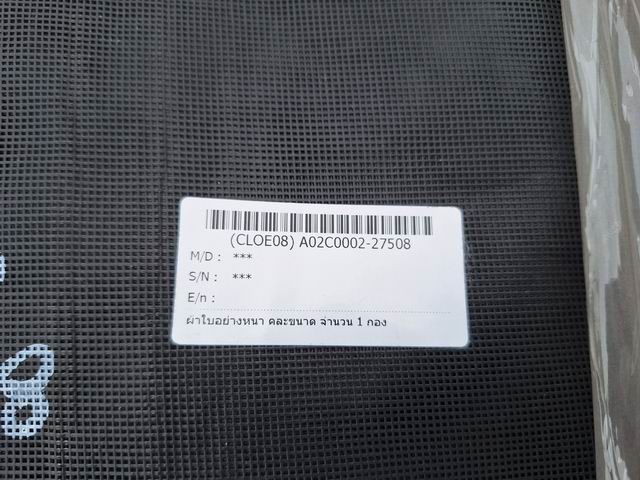 (CLOE08) A02C0002-27508
M/D : ***
S/N : ***
E/n :
ผ้าใบอย่างหนา คละขนาด จำนวน 1 กอง
8